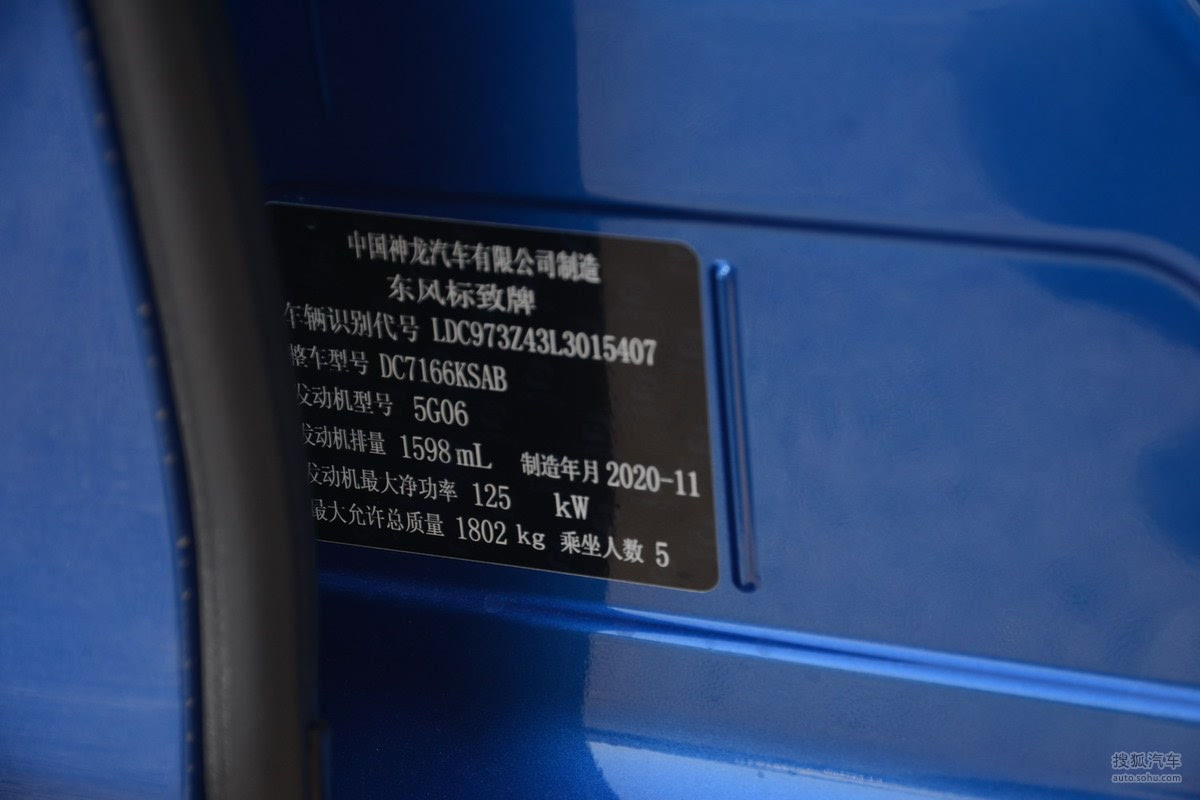 中国神龙汽车有限公司制造
东风标致牌
车辆识别代号 LDC973Z43L3015407
整车型号 DC7166KSAB
发动机型号 5G06
发动机排量 1598 mL 制造年月 2020-11
发动机最大净功率 125 kW
最大允许总质量 1802 kg 乘坐人数 5
搜狐汽车
auto.sohu.com